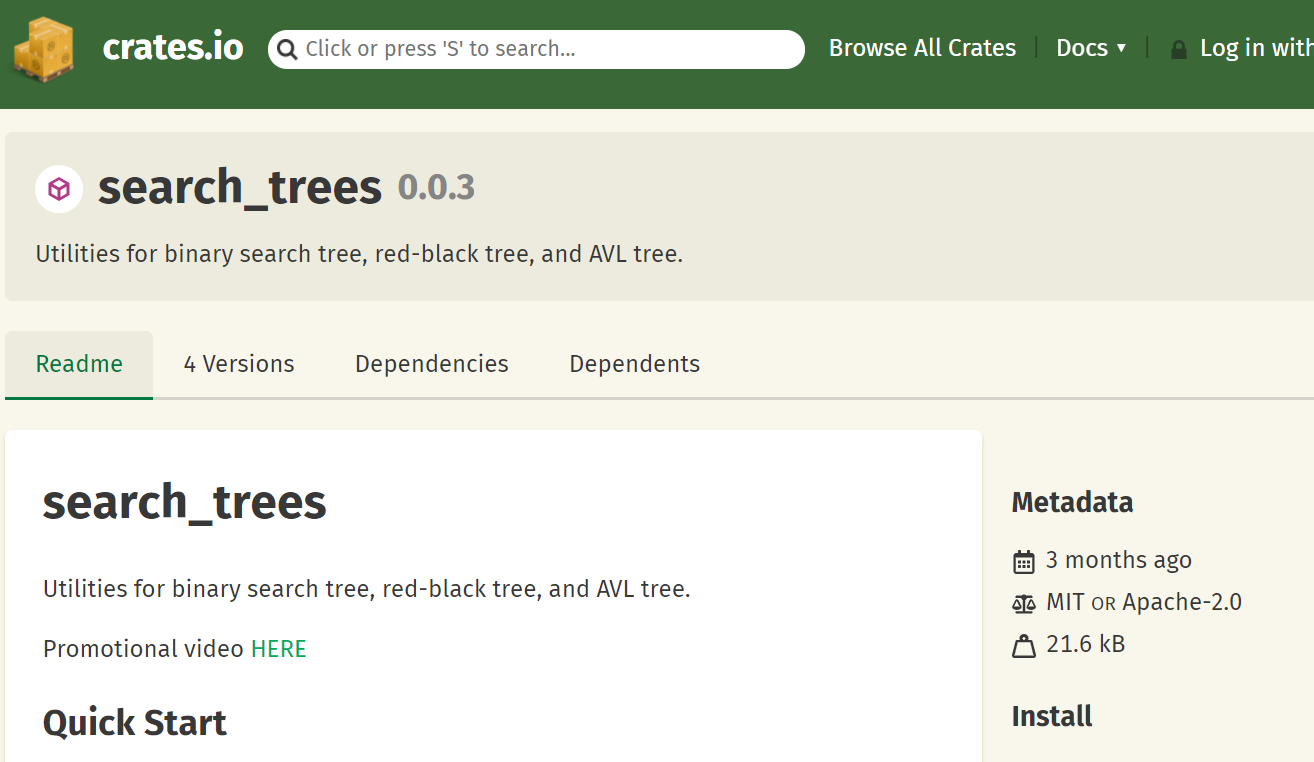 crates.io Click or press 'S' to search... Browse All Crates Docs ▼ Log in with
search_trees 0.0.3
Utilities for binary search tree, red-black tree, and AVL tree.
Readme 4 Versions Dependencies Dependents
search_trees
Utilities for binary search tree, red-black tree, and AVL tree.
Promotional video HERE
Quick Start
Metadata
3 months ago
MIT OR Apache-2.0
21.6 kB
Install